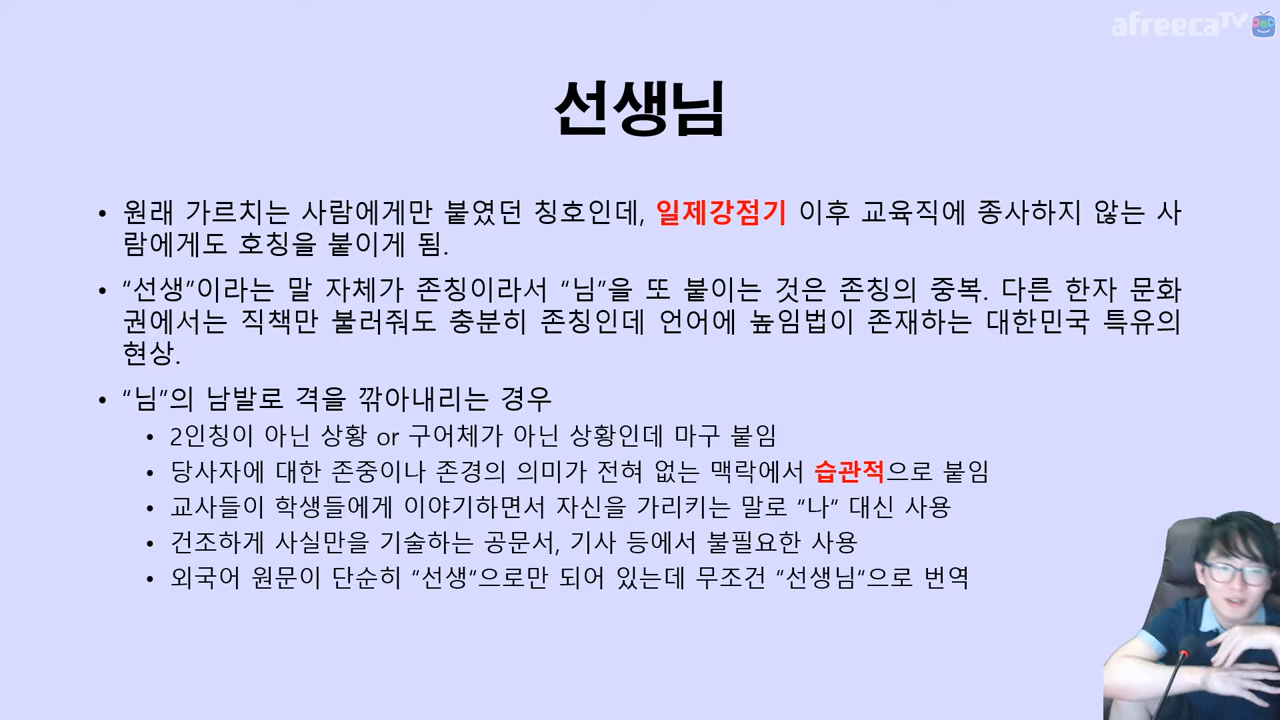 afreecaTV
선생님
• 원래 가르치는 사람에게만 붙였던 칭호인데, 일제강점기 이후 교육직에 종사하지 않는 사
람에게도 호칭을 붙이게 됨.
• “선생”이라는 말 자체가 존칭이라서 “님”을 또 붙이는 것은 존칭의 중복. 다른 한자 문화
권에서는 직책만 불러줘도 충분히 존칭인데 언어에 높임법이 존재하는 대한민국 특유의
현상.
• “님”의 남발로 격을 깎아내리는 경우
• 2인칭이 아닌 상황 or 구어체가 아닌 상황인데 마구 붙임
• 당사자에 대한 존중이나 존경의 의미가 전혀 없는 맥락에서 습관적으로 붙임
• 교사들이 학생들에게 이야기하면서 자신을 가리키는 말로 “나“ 대신 사용
• 건조하게 사실만을 기술하는 공문서, 기사 등에서 불필요한 사용
• 외국어 원문이 단순히 “선생“으로만 되어 있는데 무조건 “선생님”으로 번역